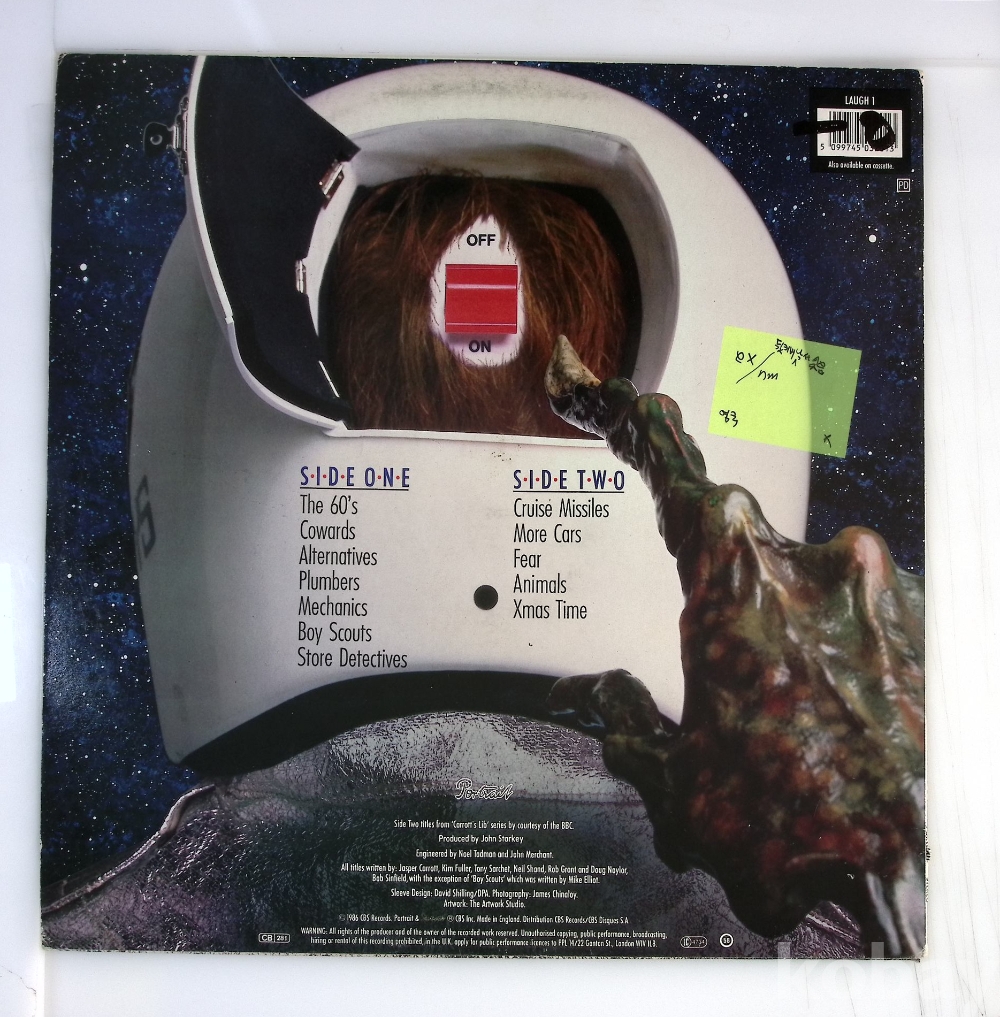 LAUGH 1
Also available on cassette.
PD
OFF
ON
SIDE ONE
The 60's
Cowards
Alternatives
Plumbers
Mechanics
Boy Scouts
Store Detectives
SIDE TWO
Cruise Missiles
More Cars
Fear
Animals
Xmas Time
Portrait
Side Two titles from 'Carrott's Lib' series by courtesy of the BBC.
Produced by John Starkey
Engineered by Noel Tadman and John Merchant.
All titles written by: Jasper Carrott, Kim Fuller, Tony Sarchet, Neil Shand, Rob Grant and Doug Naylor,
Bob Sinfield, with the exception of 'Boy Scouts' which was written by Mike Elliot.
Sleeve Design: David Shilling/DPA. Photography: James Chinaloy.
Artwork: The Artwork Studio.
© 1986 CBS Records. Portrait & ℗ CBS Inc. Made in England. Distribution CBS Records/CBS Disques S.A
WARNING: All rights of the producer and of the owner of the recorded work reserved. Unauthorised copying, public performance, broadcasting,
hiring or rental of this recording prohibited, in the U.K. apply for public performance licences to PPL 14/22 Ganton St., London W1V 1LB.
CB 281